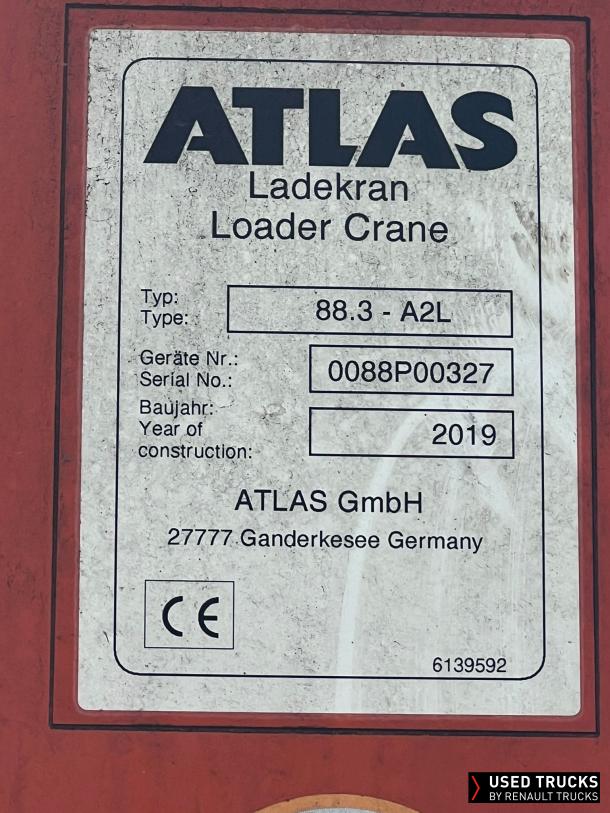 ATLAS
Ladekran
Loader Crane
Typ:
Type:
88.3 - A2L
Geräte Nr.:
Serial No.:
0088P00327
Baujahr:
Year of
construction:
2019
ATLAS GmbH
27777 Ganderkesee Germany
CE
6139592
USED TRUCKS
BY RENAULT TRUCKS